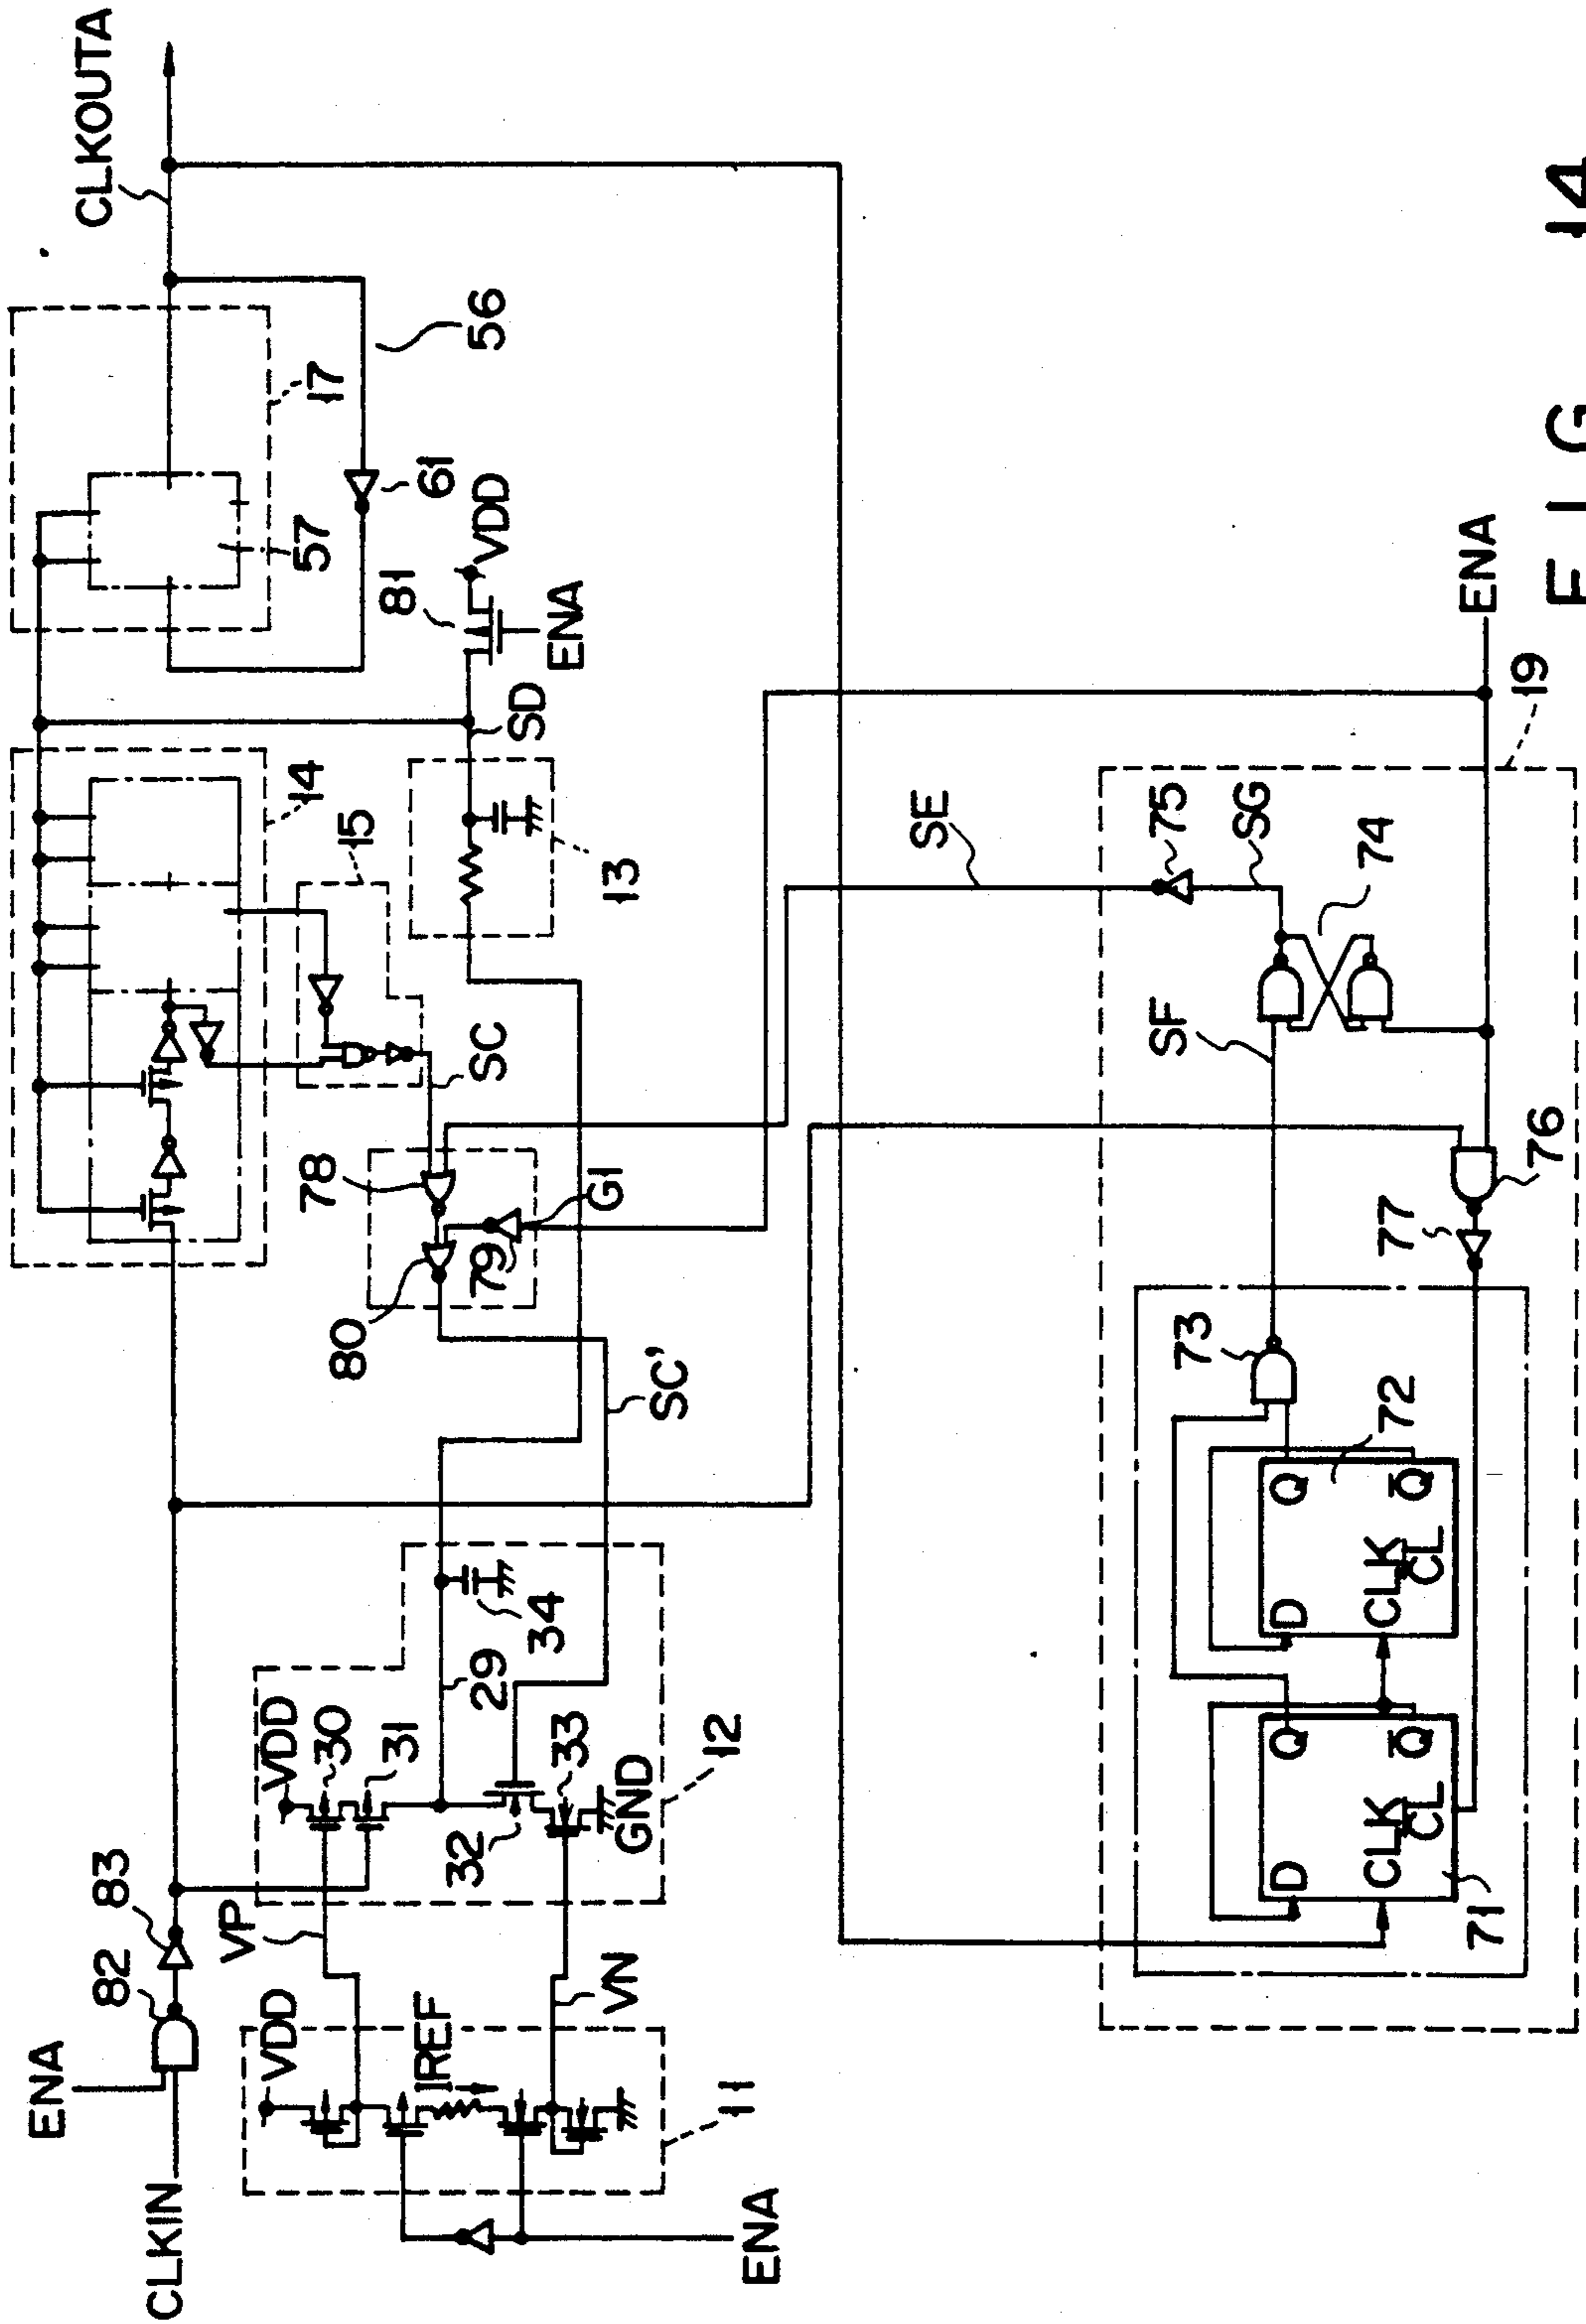 ENA
CLKIN
82
83
VP
VDD
IREF
VN
11
ENA
VDD
30
31
32
33
GND
29
34
12
SC'
80
78
79
G1
SC
15
14
13
SD
81
VDD
ENA
57
17
61
56
CLKOUTA
SE
71
D
Q
CLK
CL
Q̅
72
D
Q
CLK
CL
Q̅
73
SF
74
SG
75
76
77
19
ENA
FIG 14